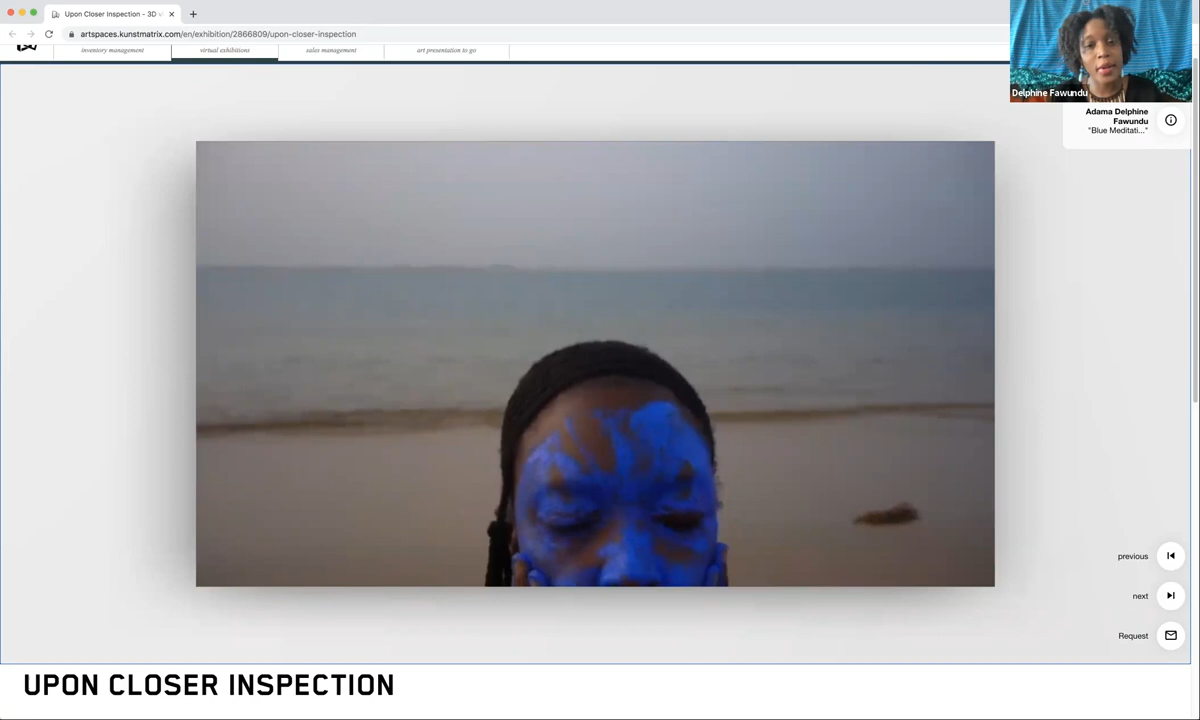 Upon Closer Inspection - 3D v
artspaces.kunstmatrix.com/en/exhibition/2866809/upon-closer-inspection
inventory management
virtual exhibitions
sales management
art presentation to go
Delphine Fawundu
Adama Delphine
Fawundu
"Blue Meditati..."
previous
next
Request
UPON CLOSER INSPECTION